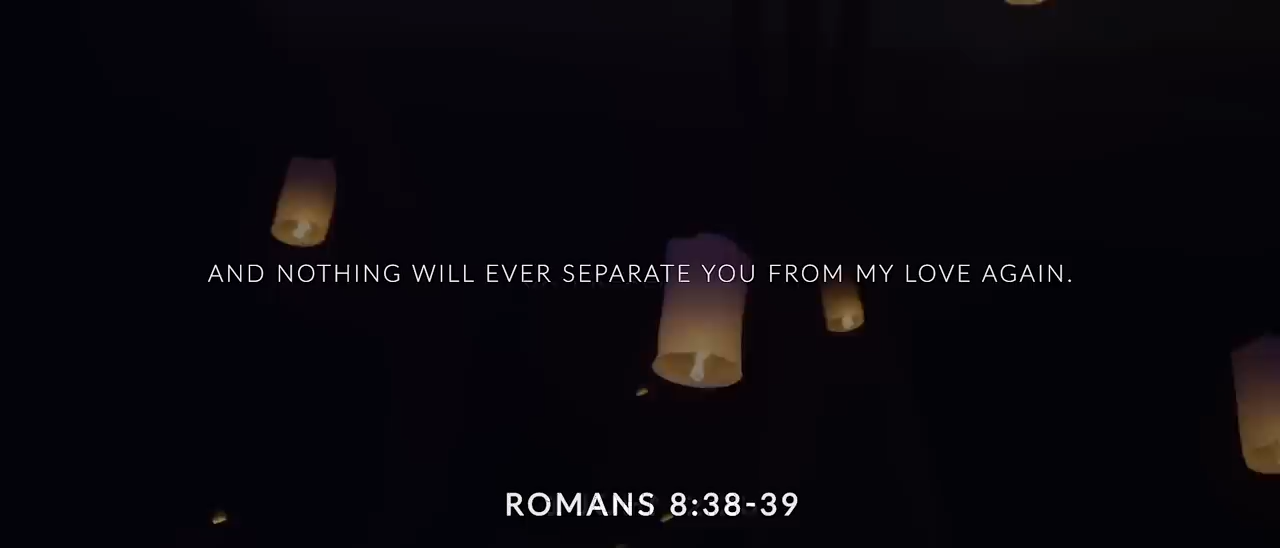 AND NOTHING WILL EVER SEPARATE YOU FROM MY LOVE AGAIN.
ROMANS 8:38-39